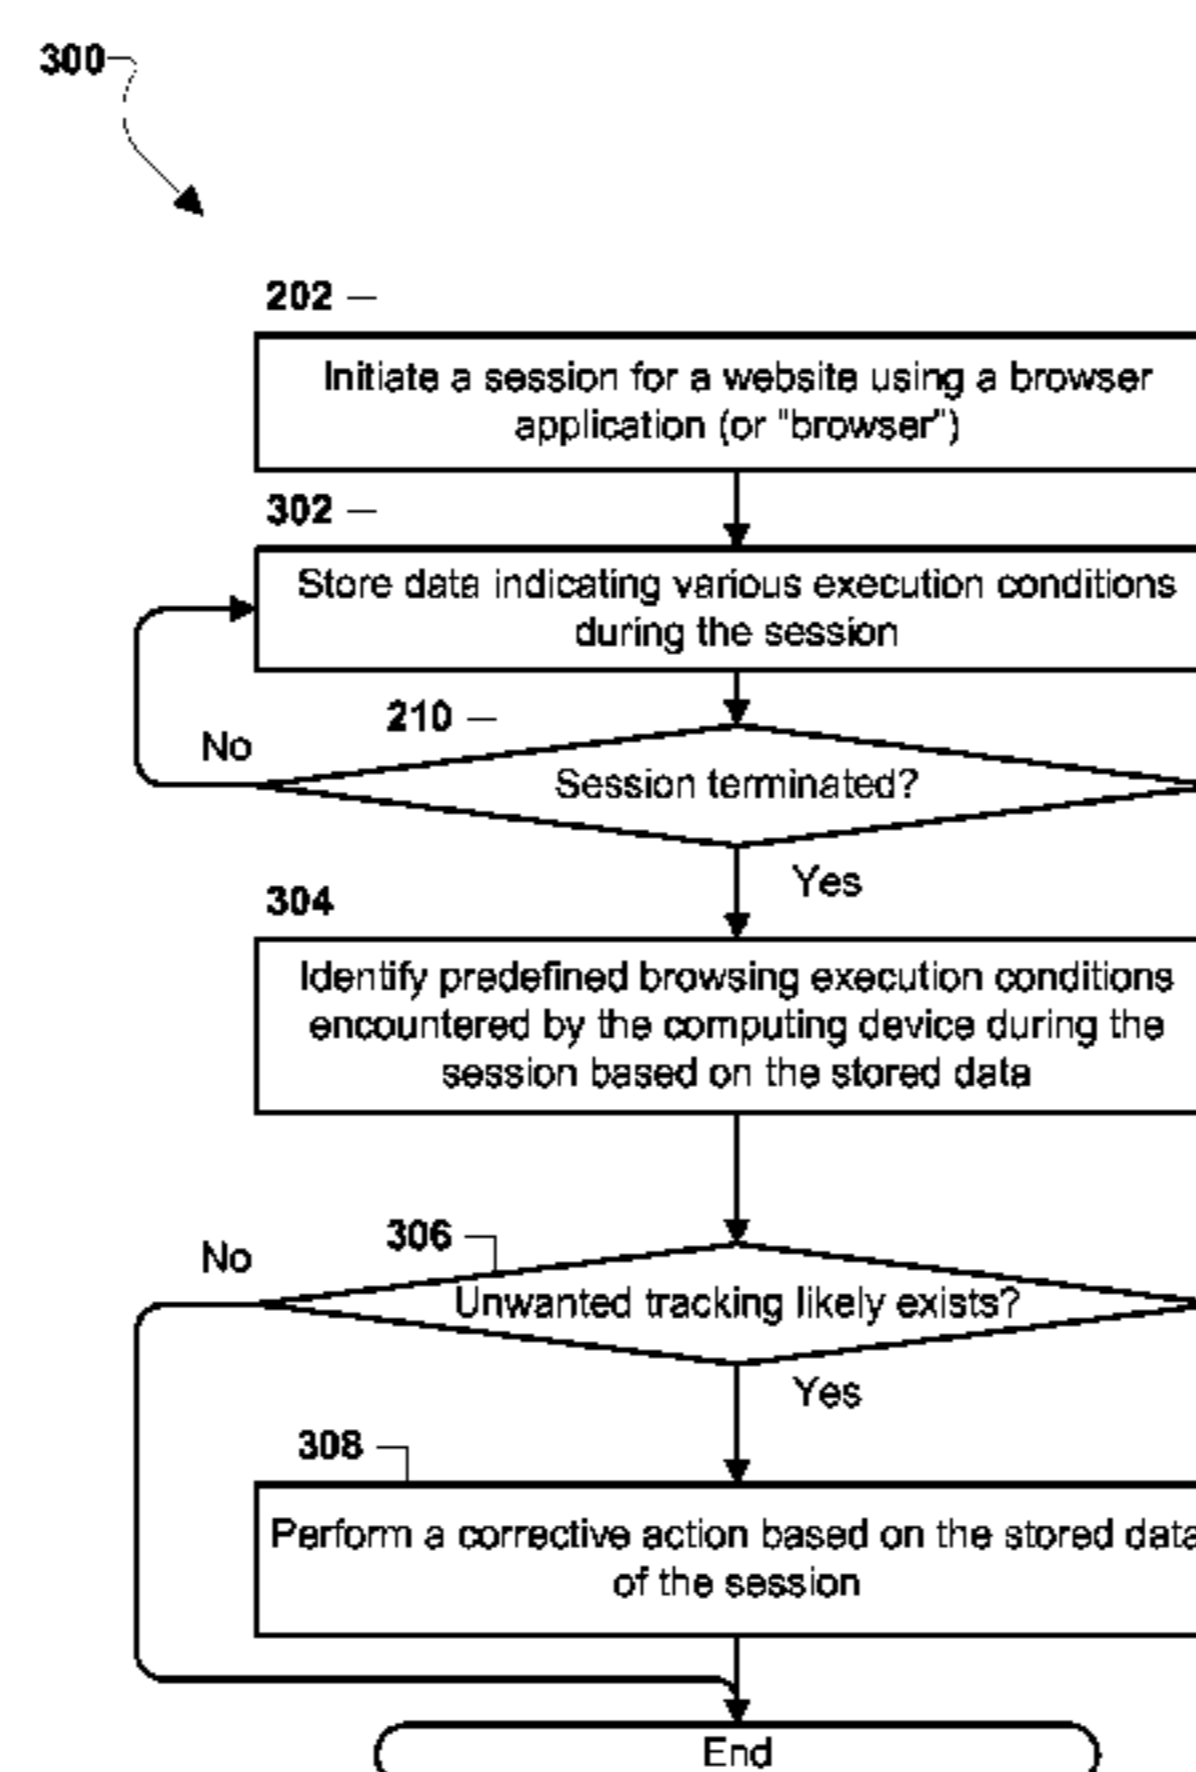 300
202
Initiate a session for a website using a browser
application (or "browser")
302
Store data indicating various execution conditions
during the session
210
No
Session terminated?
Yes
304
Identify predefined browsing execution conditions
encountered by the computing device during the
session based on the stored data
306
No
Unwanted tracking likely exists?
Yes
308
Perform a corrective action based on the stored data
of the session
End